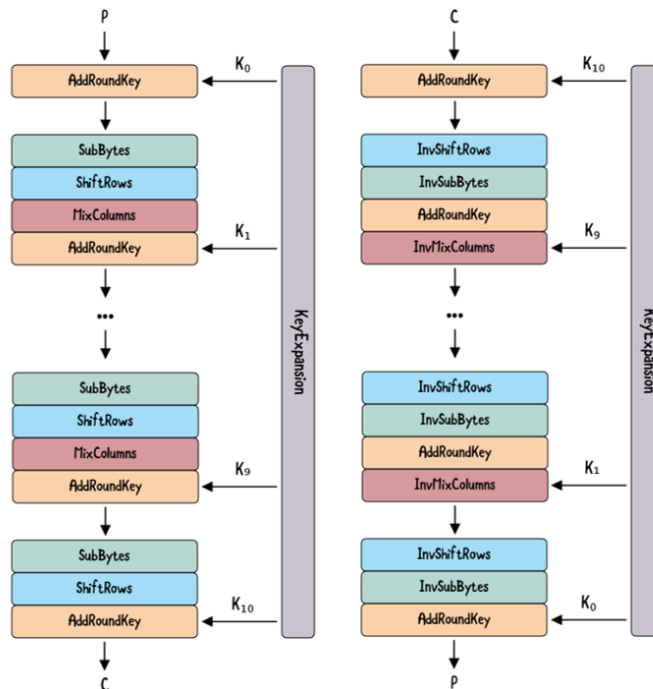 P
AddRoundKey
K₀
SubBytes
ShiftRows
MixColumns
AddRoundKey
K₁
...
SubBytes
ShiftRows
MixColumns
AddRoundKey
K₉
SubBytes
ShiftRows
AddRoundKey
K₁₀
C
KeyExpansion
C
AddRoundKey
K₁₀
InvShiftRows
InvSubBytes
AddRoundKey
InvMixColumns
K₉
...
InvShiftRows
InvSubBytes
AddRoundKey
InvMixColumns
K₁
InvShiftRows
InvSubBytes
AddRoundKey
K₀
P
KeyExpansion